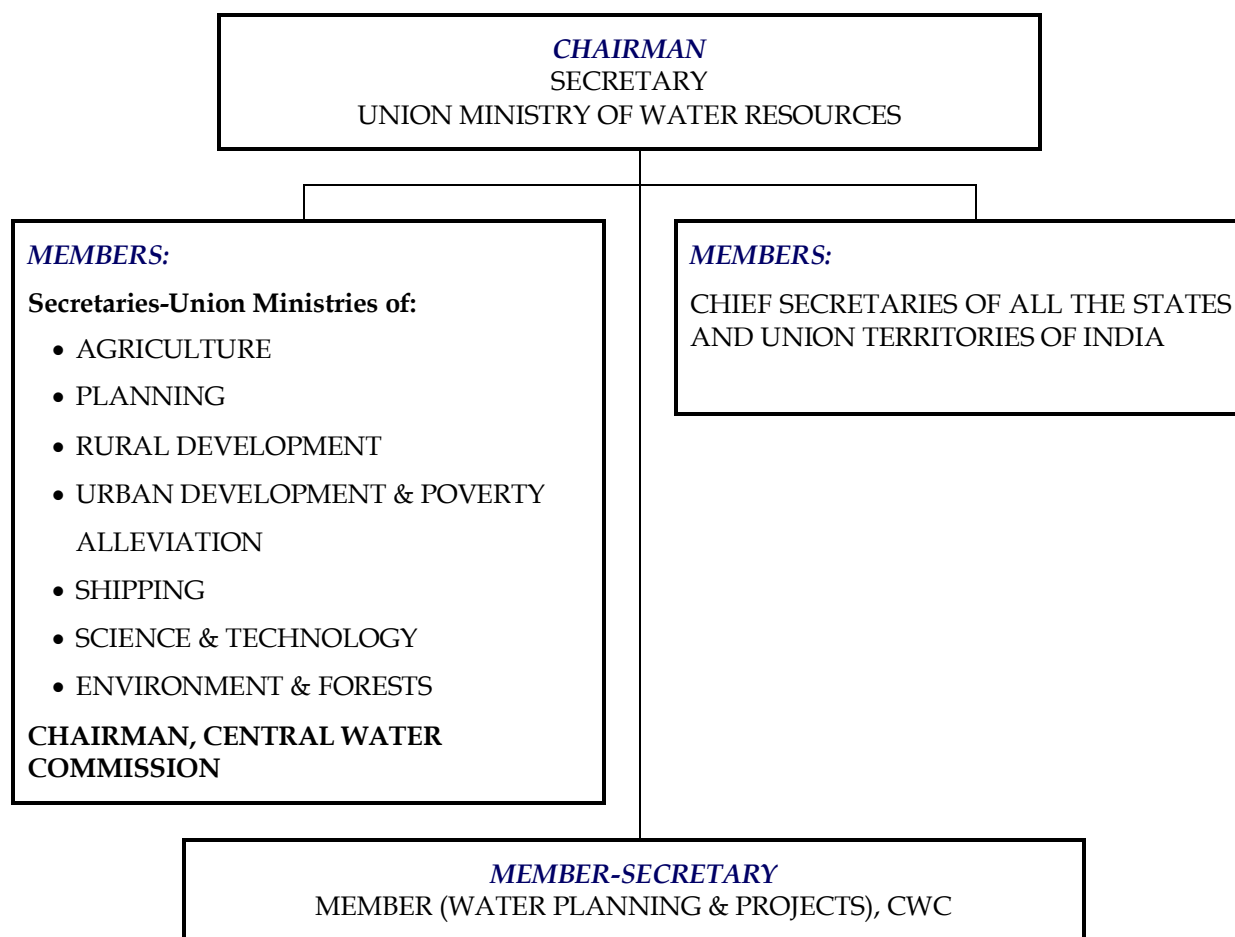 CHAIRMAN
SECRETARY
UNION MINISTRY OF WATER RESOURCES
MEMBERS:
Secretaries-Union Ministries of:
• AGRICULTURE
• PLANNING
• RURAL DEVELOPMENT
• URBAN DEVELOPMENT & POVERTY
ALLEVIATION
• SHIPPING
• SCIENCE & TECHNOLOGY
• ENVIRONMENT & FORESTS
CHAIRMAN, CENTRAL WATER
COMMISSION
MEMBERS:
CHIEF SECRETARIES OF ALL THE STATES
AND UNION TERRITORIES OF INDIA
MEMBER-SECRETARY
MEMBER (WATER PLANNING & PROJECTS), CWC